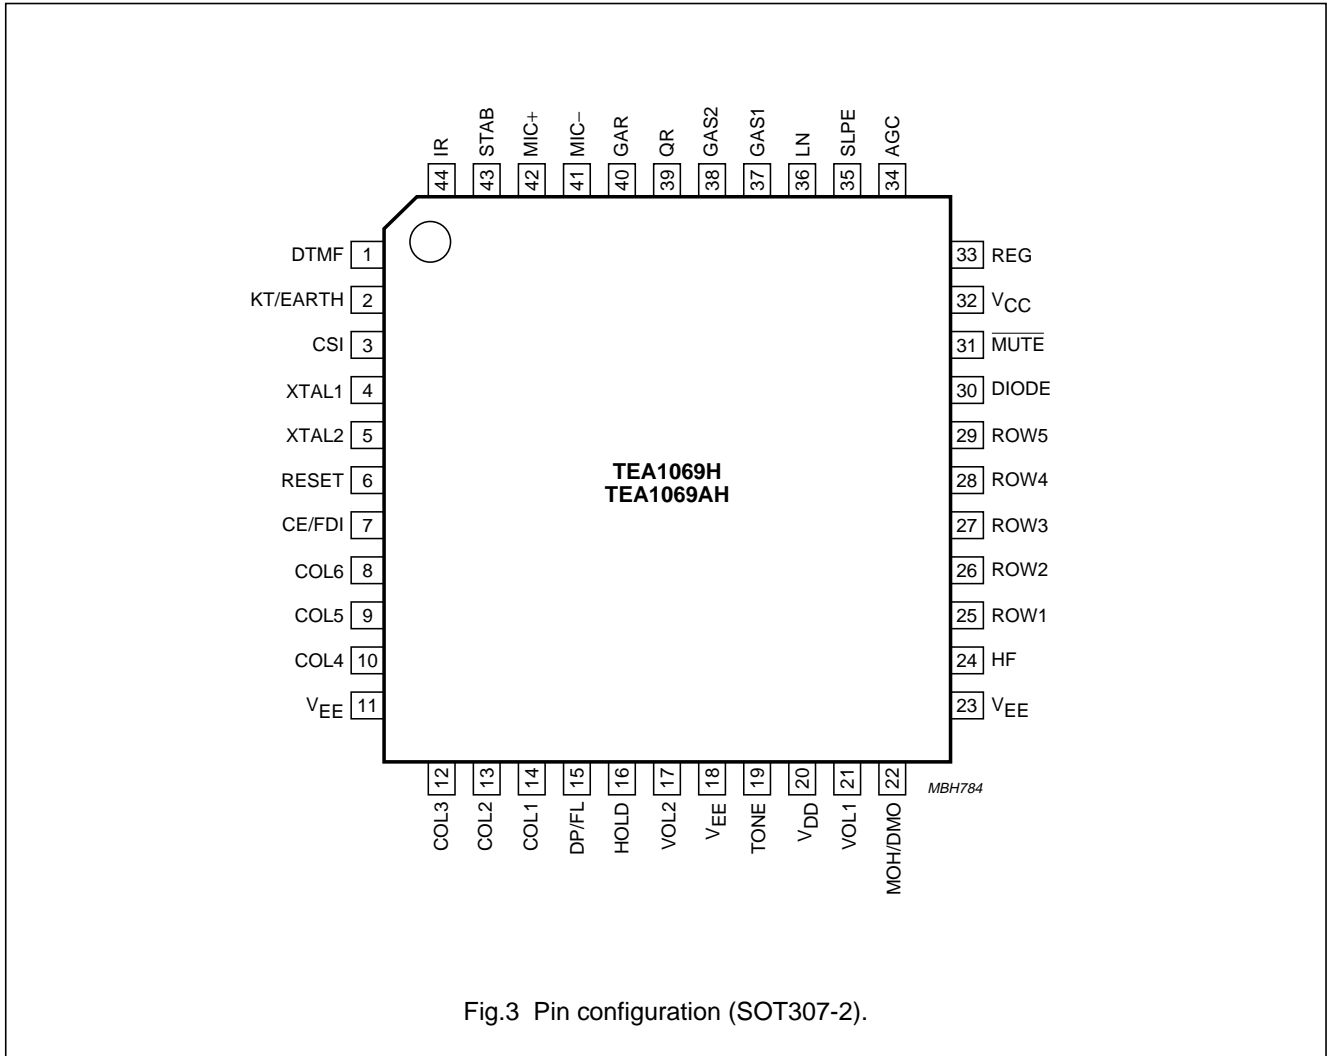 IR
STAB
MIC+
MIC−
GAR
QR
GAS2
GAS1
LN
SLPE
AGC
44
43
42
41
40
39
38
37
36
35
34
DTMF 1
KT/EARTH 2
CSI 3
XTAL1 4
XTAL2 5
RESET 6
CE/FDI 7
COL6 8
COL5 9
COL4 10
VEE 11
TEA1069H
TEA1069AH
33 REG
32 VCC
31 MUTE
30 DIODE
29 ROW5
28 ROW4
27 ROW3
26 ROW2
25 ROW1
24 HF
23 VEE
12
13
14
15
16
17
18
19
20
21
22
COL3
COL2
COL1
DP/FL
HOLD
VOL2
VEE
TONE
VDD
VOL1
MOH/DMO
MBH784
Fig.3 Pin configuration (SOT307-2).